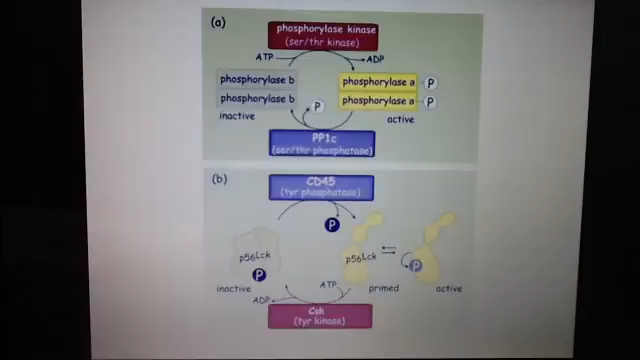 (a)
phosphorylase kinase
(ser/thr kinase)
ATP
ADP
phosphorylase b
phosphorylase a
P
phosphorylase b
phosphorylase a
P
P
inactive
active
PP1c
(ser/thr phosphatase)
(b)
CD45
(tyr phosphatase)
P
p56Lck
p56Lck
P
P
ATP
inactive
primed
active
ADP
Csk
(tyr kinase)